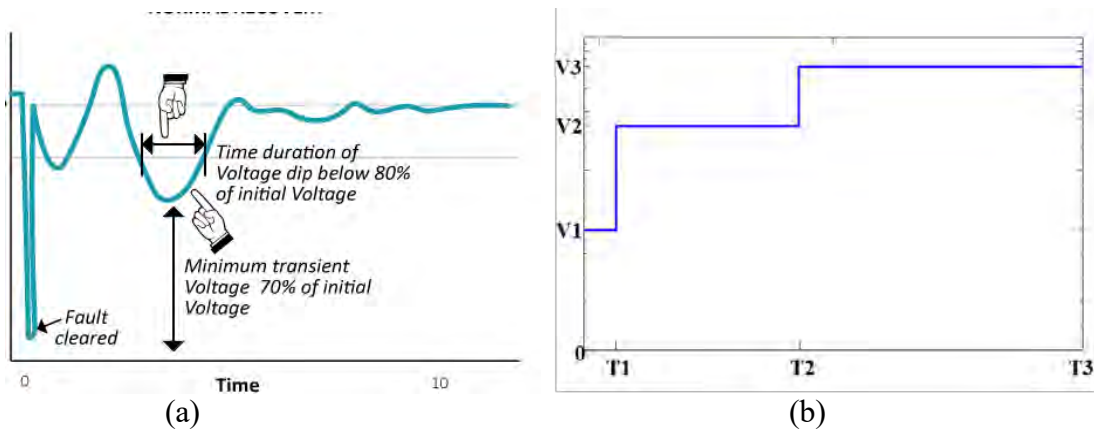 Time duration of
Voltage dip below 80%
of initial Voltage
Minimum transient
Voltage 70% of initial
Voltage
Fault
cleared
0
Time
10
(a)
V3
V2
V1
0
T1
T2
T3
(b)